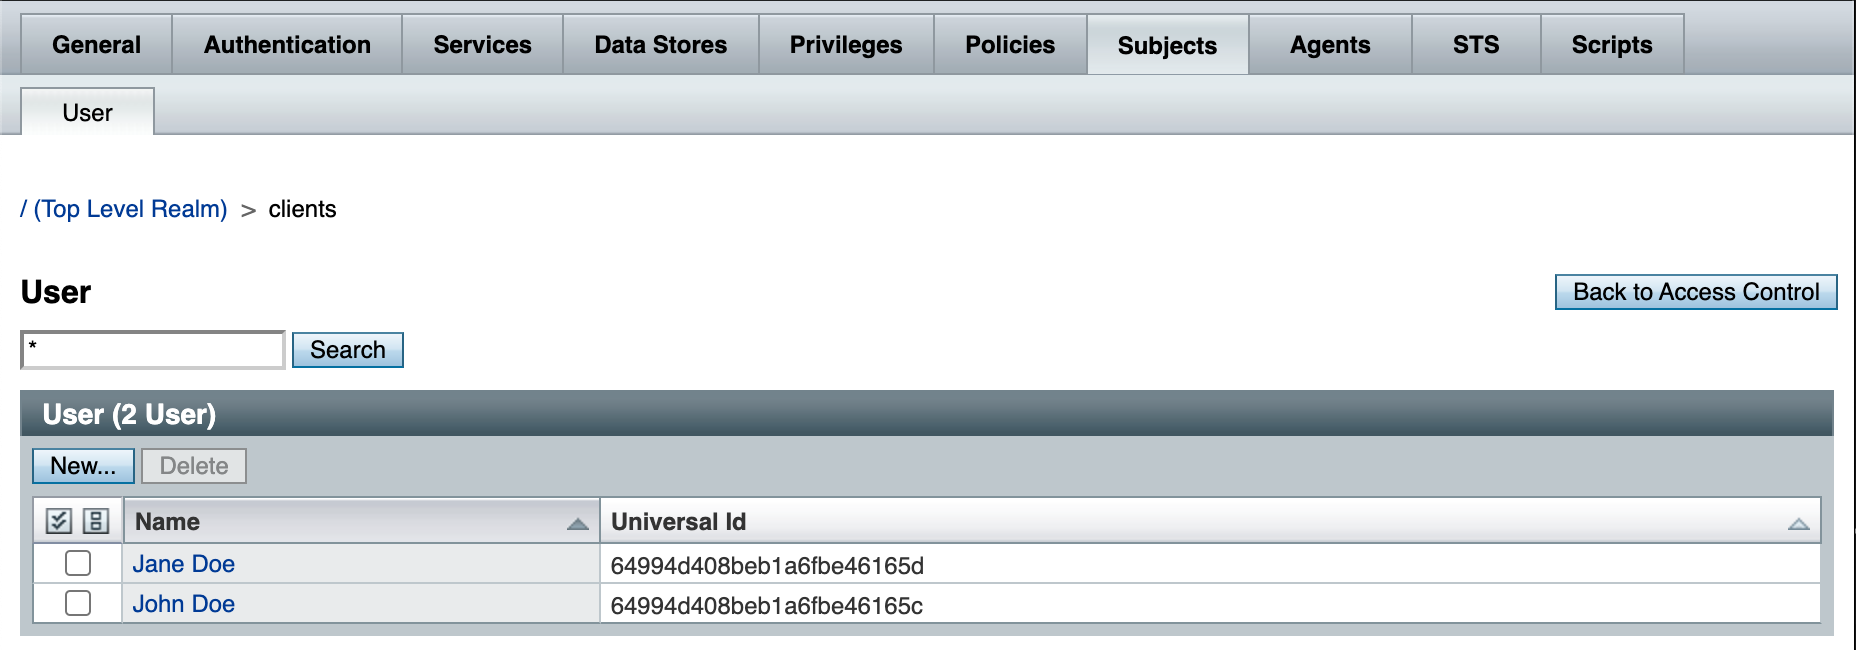 General Authentication Services Data Stores Privileges Policies Subjects Agents STS Scripts
User
/ (Top Level Realm) > clients
User Back to Access Control
* Search
User (2 User)
New... Delete
Name Universal Id
Jane Doe 64994d408beb1a6fbe46165d
John Doe 64994d408beb1a6fbe46165c